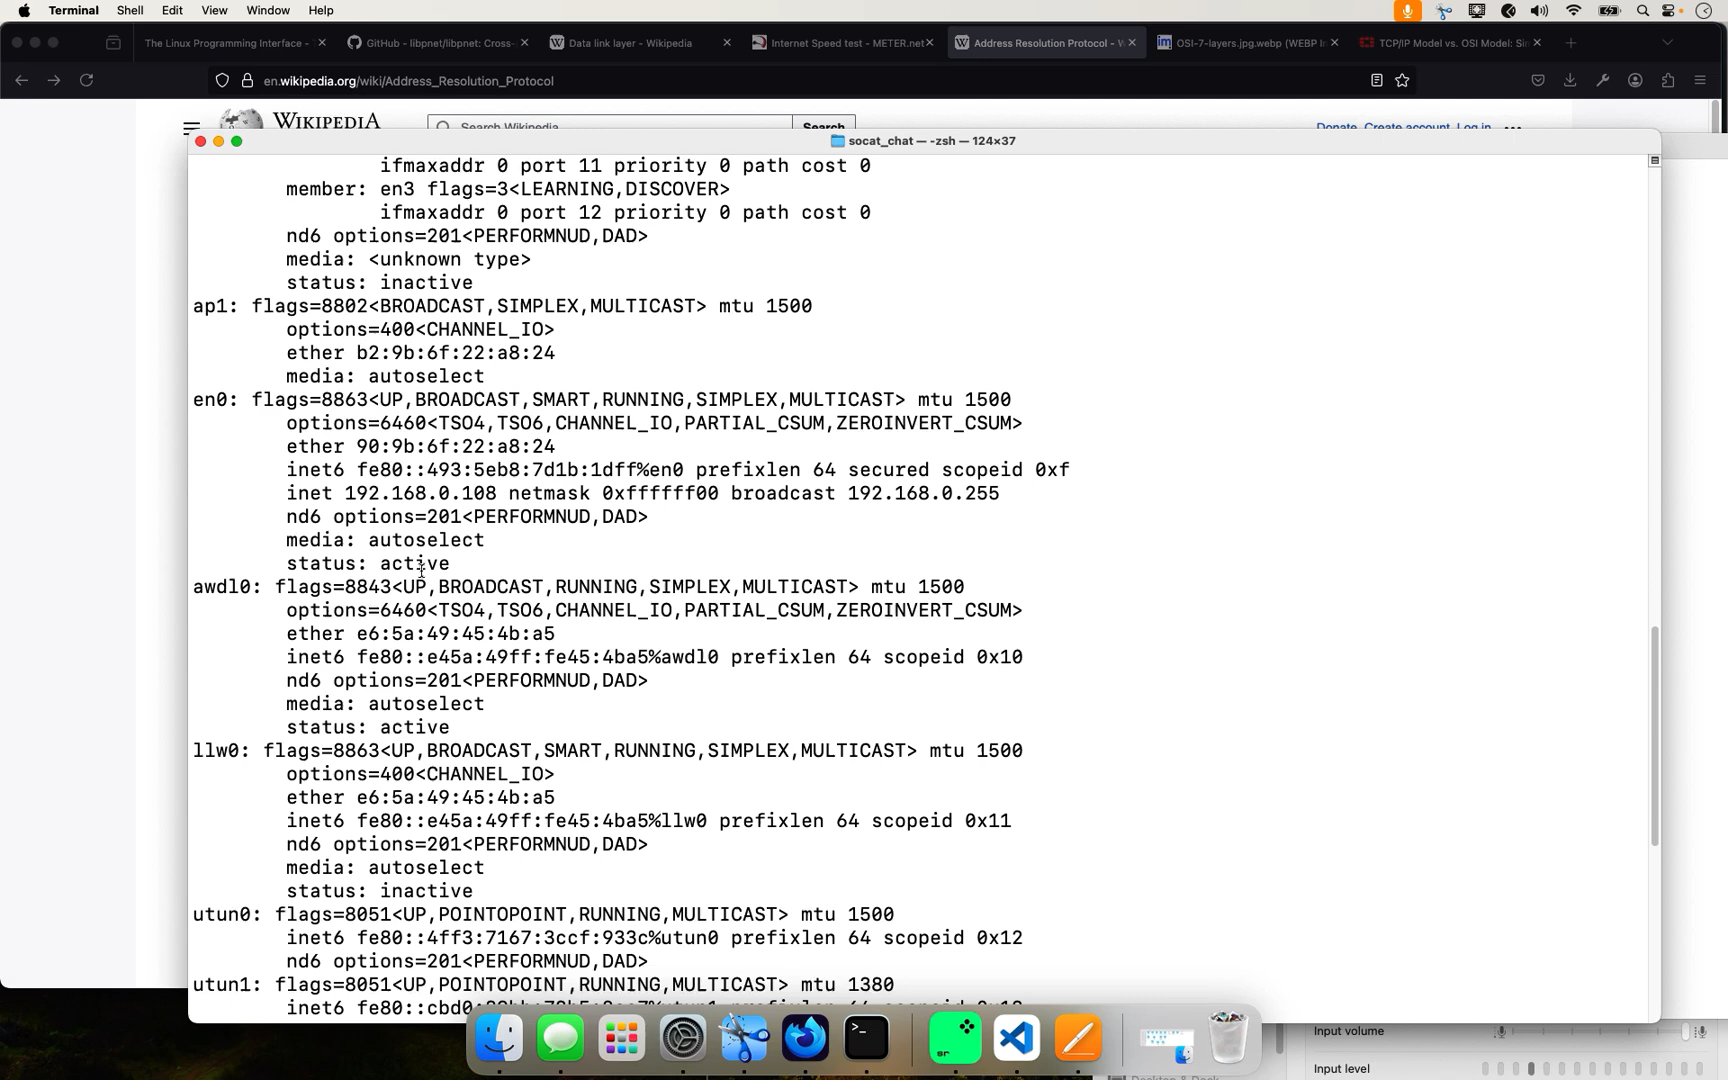 Terminal Shell Edit View Window Help
The Linux Programming Interface -
GitHub - libpnet/libpnet: Cross-
Data link layer - Wikipedia
Internet Speed test - METER.net
Address Resolution Protocol -
OSI-7-layers.jpg.webp (WEBP
TCP/IP Model vs. OSI Model:
en.wikipedia.org/wiki/Address_Resolution_Protocol
WIKIPEDIA
Search Wikipedia
Search
Donate Create account Log in
socat_chat — -zsh — 124×37
ifmaxaddr 0 port 11 priority 0 path cost 0
member: en3 flags=3<LEARNING,DISCOVER>
ifmaxaddr 0 port 12 priority 0 path cost 0
nd6 options=201<PERFORMNUD,DAD>
media: <unknown type>
status: inactive
ap1: flags=8802<BROADCAST,SIMPLEX,MULTICAST> mtu 1500
options=400<CHANNEL_IO>
ether b2:9b:6f:22:a8:24
media: autoselect
en0: flags=8863<UP,BROADCAST,SMART,RUNNING,SIMPLEX,MULTICAST> mtu 1500
options=6460<TSO4,TSO6,CHANNEL_IO,PARTIAL_CSUM,ZEROINVERT_CSUM>
ether 90:9b:6f:22:a8:24
inet6 fe80::493:5eb8:7d1b:1dff%en0 prefixlen 64 secured scopeid 0xf
inet 192.168.0.108 netmask 0xffffff00 broadcast 192.168.0.255
nd6 options=201<PERFORMNUD,DAD>
media: autoselect
status: active
awdl0: flags=8843<UP,BROADCAST,RUNNING,SIMPLEX,MULTICAST> mtu 1500
options=6460<TSO4,TSO6,CHANNEL_IO,PARTIAL_CSUM,ZEROINVERT_CSUM>
ether e6:5a:49:45:4b:a5
inet6 fe80::e45a:49ff:fe45:4ba5%awdl0 prefixlen 64 scopeid 0x10
nd6 options=201<PERFORMNUD,DAD>
media: autoselect
status: active
llw0: flags=8863<UP,BROADCAST,SMART,RUNNING,SIMPLEX,MULTICAST> mtu 1500
options=400<CHANNEL_IO>
ether e6:5a:49:45:4b:a5
inet6 fe80::e45a:49ff:fe45:4ba5%llw0 prefixlen 64 scopeid 0x11
nd6 options=201<PERFORMNUD,DAD>
media: autoselect
status: inactive
utun0: flags=8051<UP,POINTOPOINT,RUNNING,MULTICAST> mtu 1500
inet6 fe80::4ff3:7167:3ccf:933c%utun0 prefixlen 64 scopeid 0x12
nd6 options=201<PERFORMNUD,DAD>
utun1: flags=8051<UP,POINTOPOINT,RUNNING,MULTICAST> mtu 1380
inet6
Input volume
Input level
sr